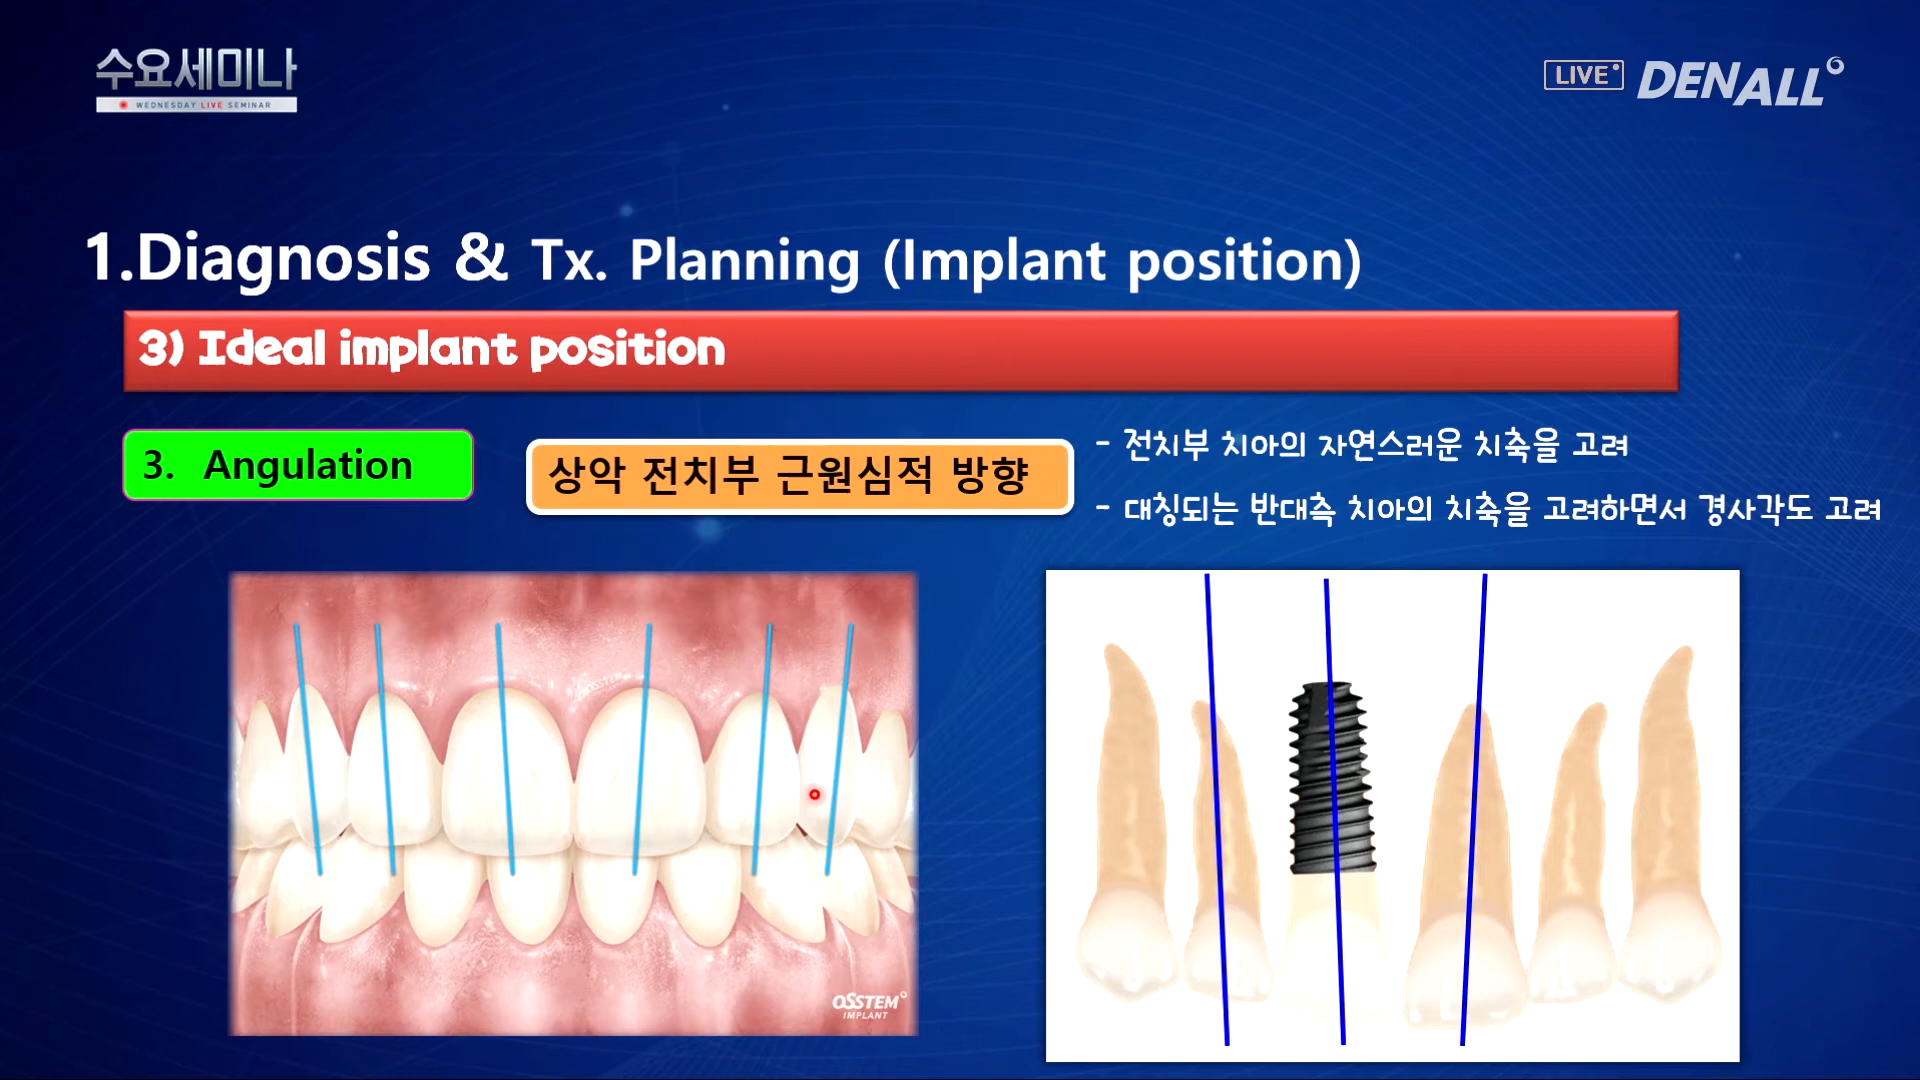 수요세미나
WEDNESDAY LIVE SEMINAR
LIVE DENALL
1.Diagnosis & Tx. Planning (Implant position)
3) Ideal implant position
3. Angulation
상악 전치부 근원심적 방향
- 전치부 치아의 자연스러운 치축을 고려
- 대칭되는 반대측 치아의 치축을 고려하면서 경사각도 고려
OSSTEM
IMPLANT